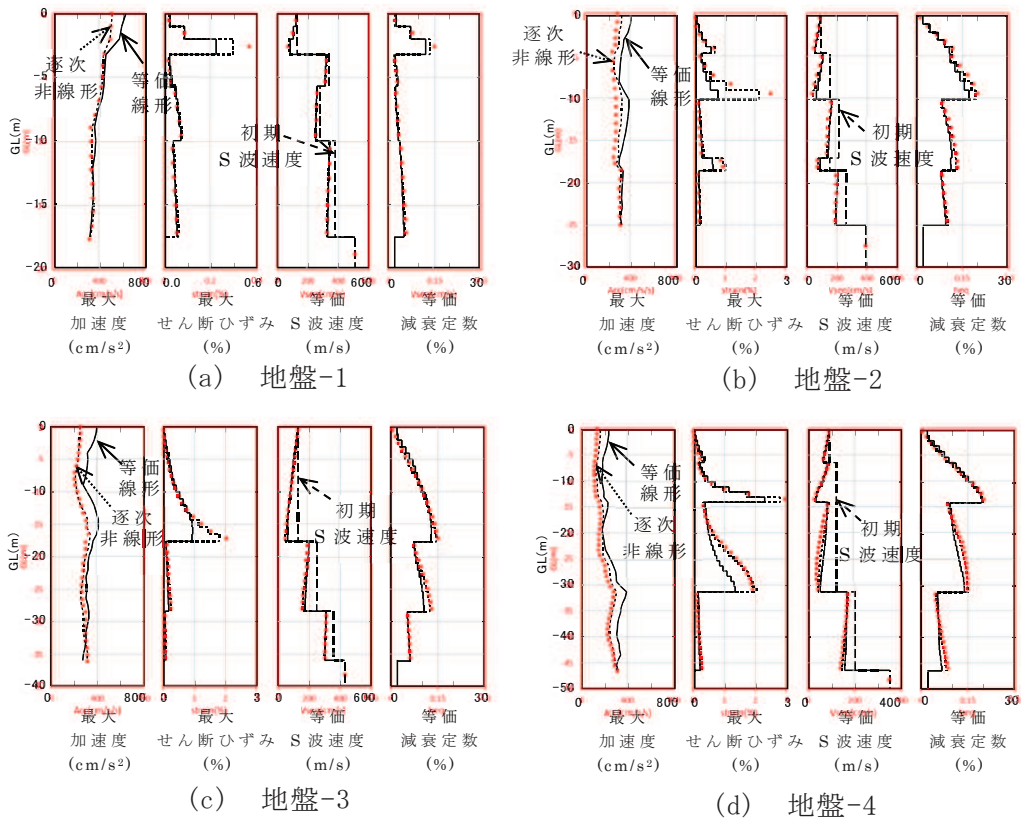 0 400 800 0 0.2 0 600 0 0.15 30
0
-5
-10
-15
-20
GL(m)
逐次
非線形
等価
線形
初期
S波速度
最大
加速度
(cm/s²)
最大
せん断ひずみ
(%)
等価
S波速度
(m/s)
等価
減衰定数
(%)
(a) 地盤-1
0
-10
-20
-30
GL(m)
逐次
非線形
等価
線形
初期
S波速度
0 400 800 0 3 0 200 400 0 0.15 30
最大
加速度
(cm/s²)
最大
せん断ひずみ
(%)
等価
S波速度
(m/s)
等価
減衰定数
(%)
(b) 地盤-2
0
-10
-20
-30
-40
GL(m)
等価
線形
逐次
非線形
初期
S波速度
0 400 800 0 3 0 600 0 0.15 30
最大
加速度
(cm/s²)
最大
せん断ひずみ
(%)
等価
S波速度
(m/s)
等価
減衰定数
(%)
(c) 地盤-3
0
-10
-20
-30
-40
-50
GL(m)
等価
線形
逐次
非線形
初期
S波速度
0 400 800 0 3 0 200 400 0 0.15 30
最大
加速度
(cm/s²)
最大
せん断ひずみ
(%)
等価
S波速度
(m/s)
等価
減衰定数
(%)
(d) 地盤-4